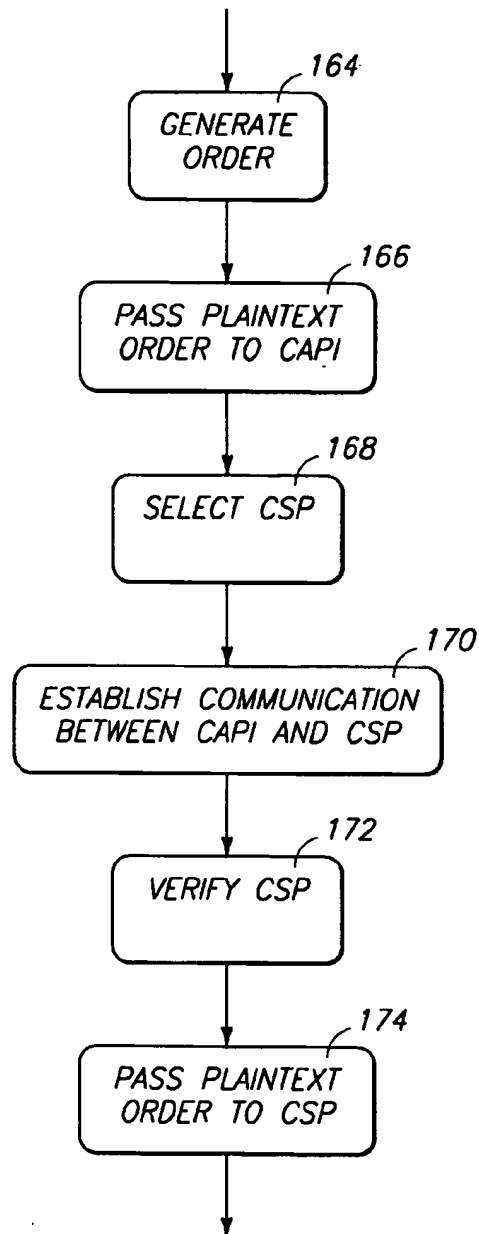 164
GENERATE
ORDER
166
PASS PLAINTEXT
ORDER TO CAPI
168
SELECT CSP
170
ESTABLISH COMMUNICATION
BETWEEN CAPI AND CSP
172
VERIFY CSP
174
PASS PLAINTEXT
ORDER TO CSP